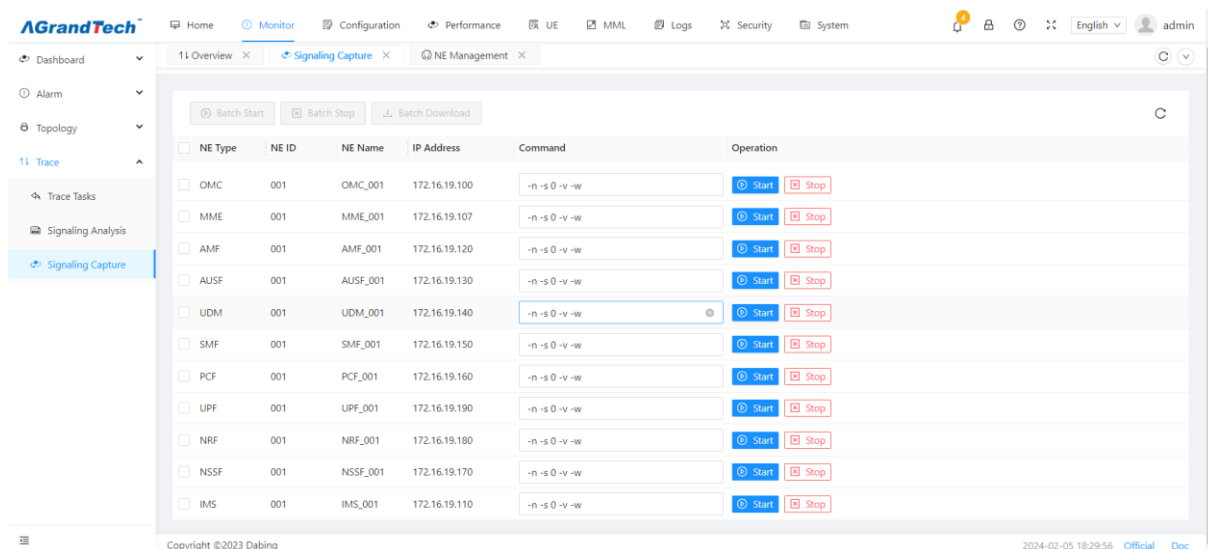 AGrandTech Home Monitor Configuration Performance UE MML Logs Security System 4 English admin
Dashboard
Alarm
Topology
Trace
Trace Tasks
Signaling Analysis
Signaling Capture
Overview Signaling Capture NE Management
Batch Start Batch Stop Batch Download
NE Type NE ID NE Name IP Address Command Operation
OMC 001 OMC_001 172.16.19.100 -n -s 0 -v -w Start Stop
MME 001 MME_001 172.16.19.107 -n -s 0 -v -w Start Stop
AMF 001 AMF_001 172.16.19.120 -n -s 0 -v -w Start Stop
AUSF 001 AUSF_001 172.16.19.130 -n -s 0 -v -w Start Stop
UDM 001 UDM_001 172.16.19.140 -n -s 0 -v -w Start Stop
SMF 001 SMF_001 172.16.19.150 -n -s 0 -v -w Start Stop
PCF 001 PCF_001 172.16.19.160 -n -s 0 -v -w Start Stop
UPF 001 UPF_001 172.16.19.190 -n -s 0 -v -w Start Stop
NRF 001 NRF_001 172.16.19.180 -n -s 0 -v -w Start Stop
NSSF 001 NSSF_001 172.16.19.170 -n -s 0 -v -w Start Stop
IMS 001 IMS_001 172.16.19.110 -n -s 0 -v -w Start Stop
Copyright ©2023 Dabing 2024-02-05 18:29:56 Official Doc